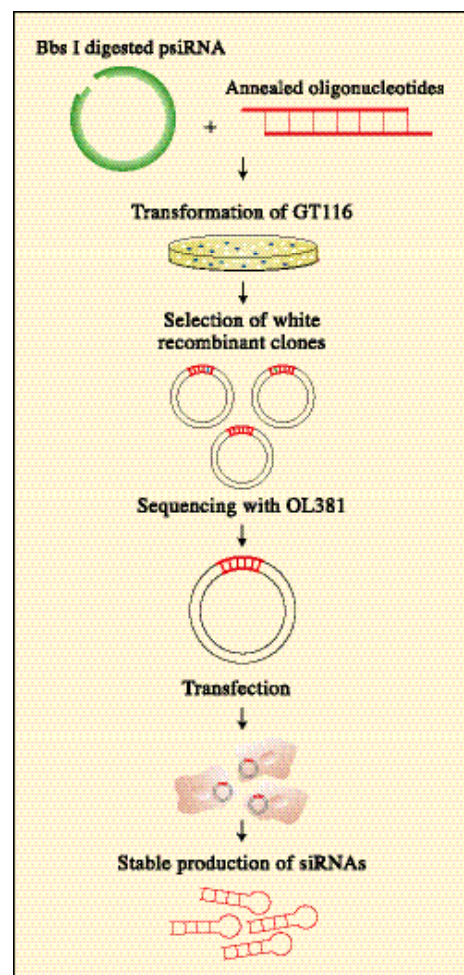 Bbs I digested psiRNA
Annealed oligonucleotides
+
Transformation of GT116
Selection of white
recombinant clones
Sequencing with OL381
Transfection
Stable production of siRNAs